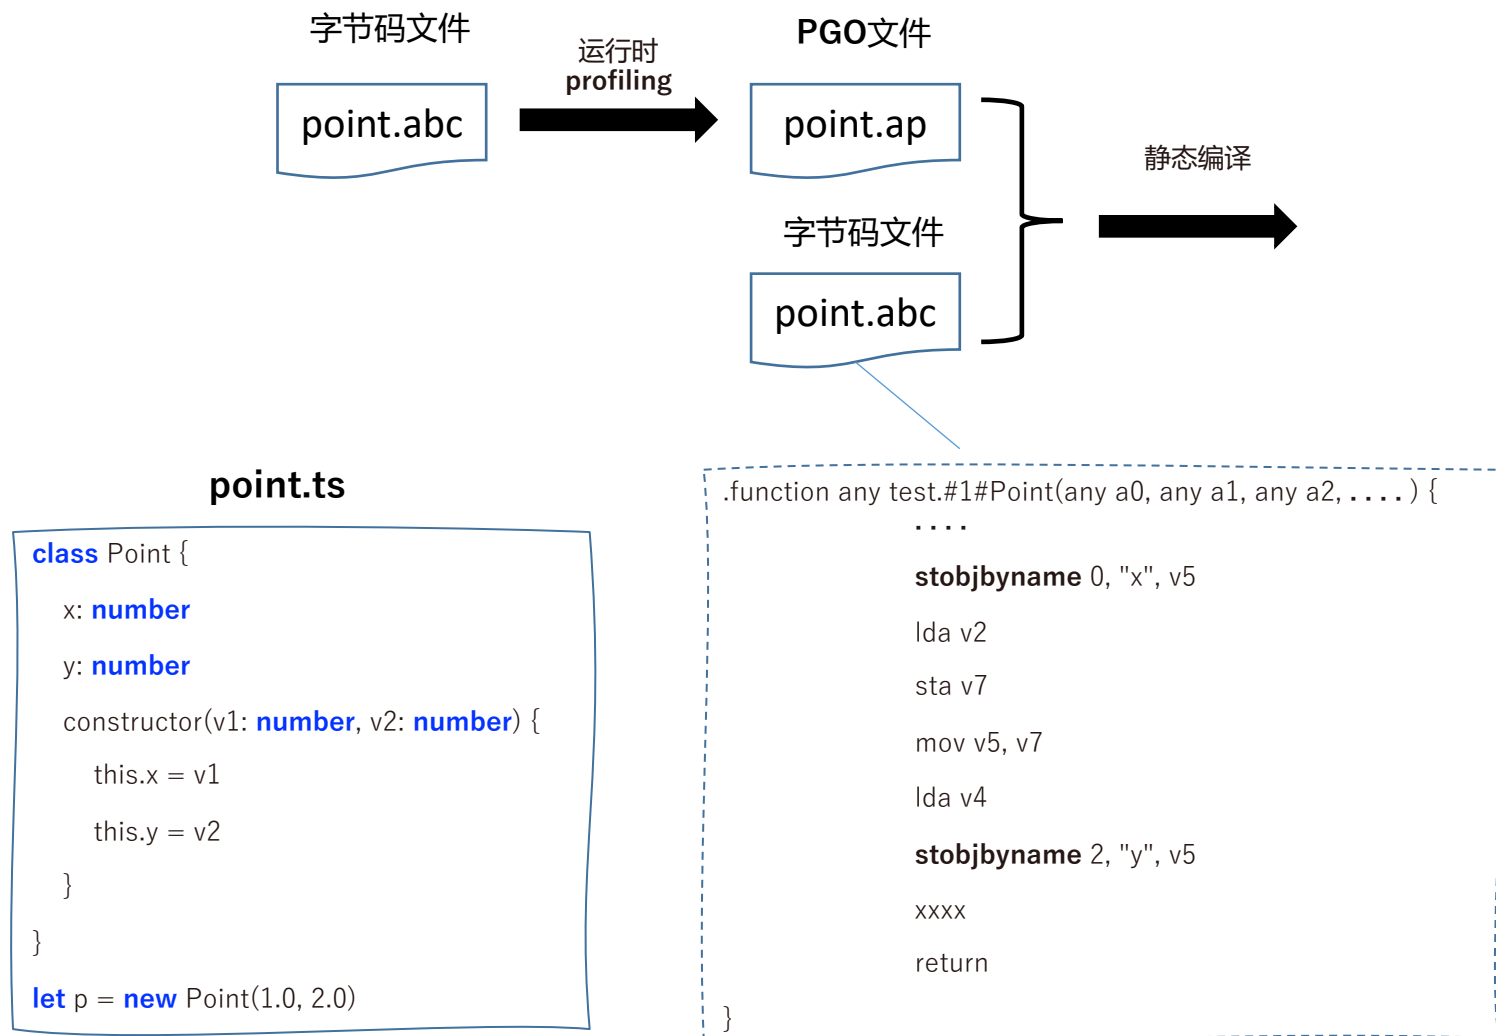 字节码文件
运行时
profiling
PGO文件
point.abc
point.ap
静态编译
字节码文件
point.abc
point.ts
class Point {
x: number
y: number
constructor(v1: number, v2: number) {
this.x = v1
this.y = v2
}
}
let p = new Point(1.0, 2.0)
.function any test.#1#Point(any a0, any a1, any a2, ....) {
....
stobjbyname 0, "x", v5
lda v2
sta v7
mov v5, v7
lda v4
stobjbyname 2, "y", v5
xxxx
return
}